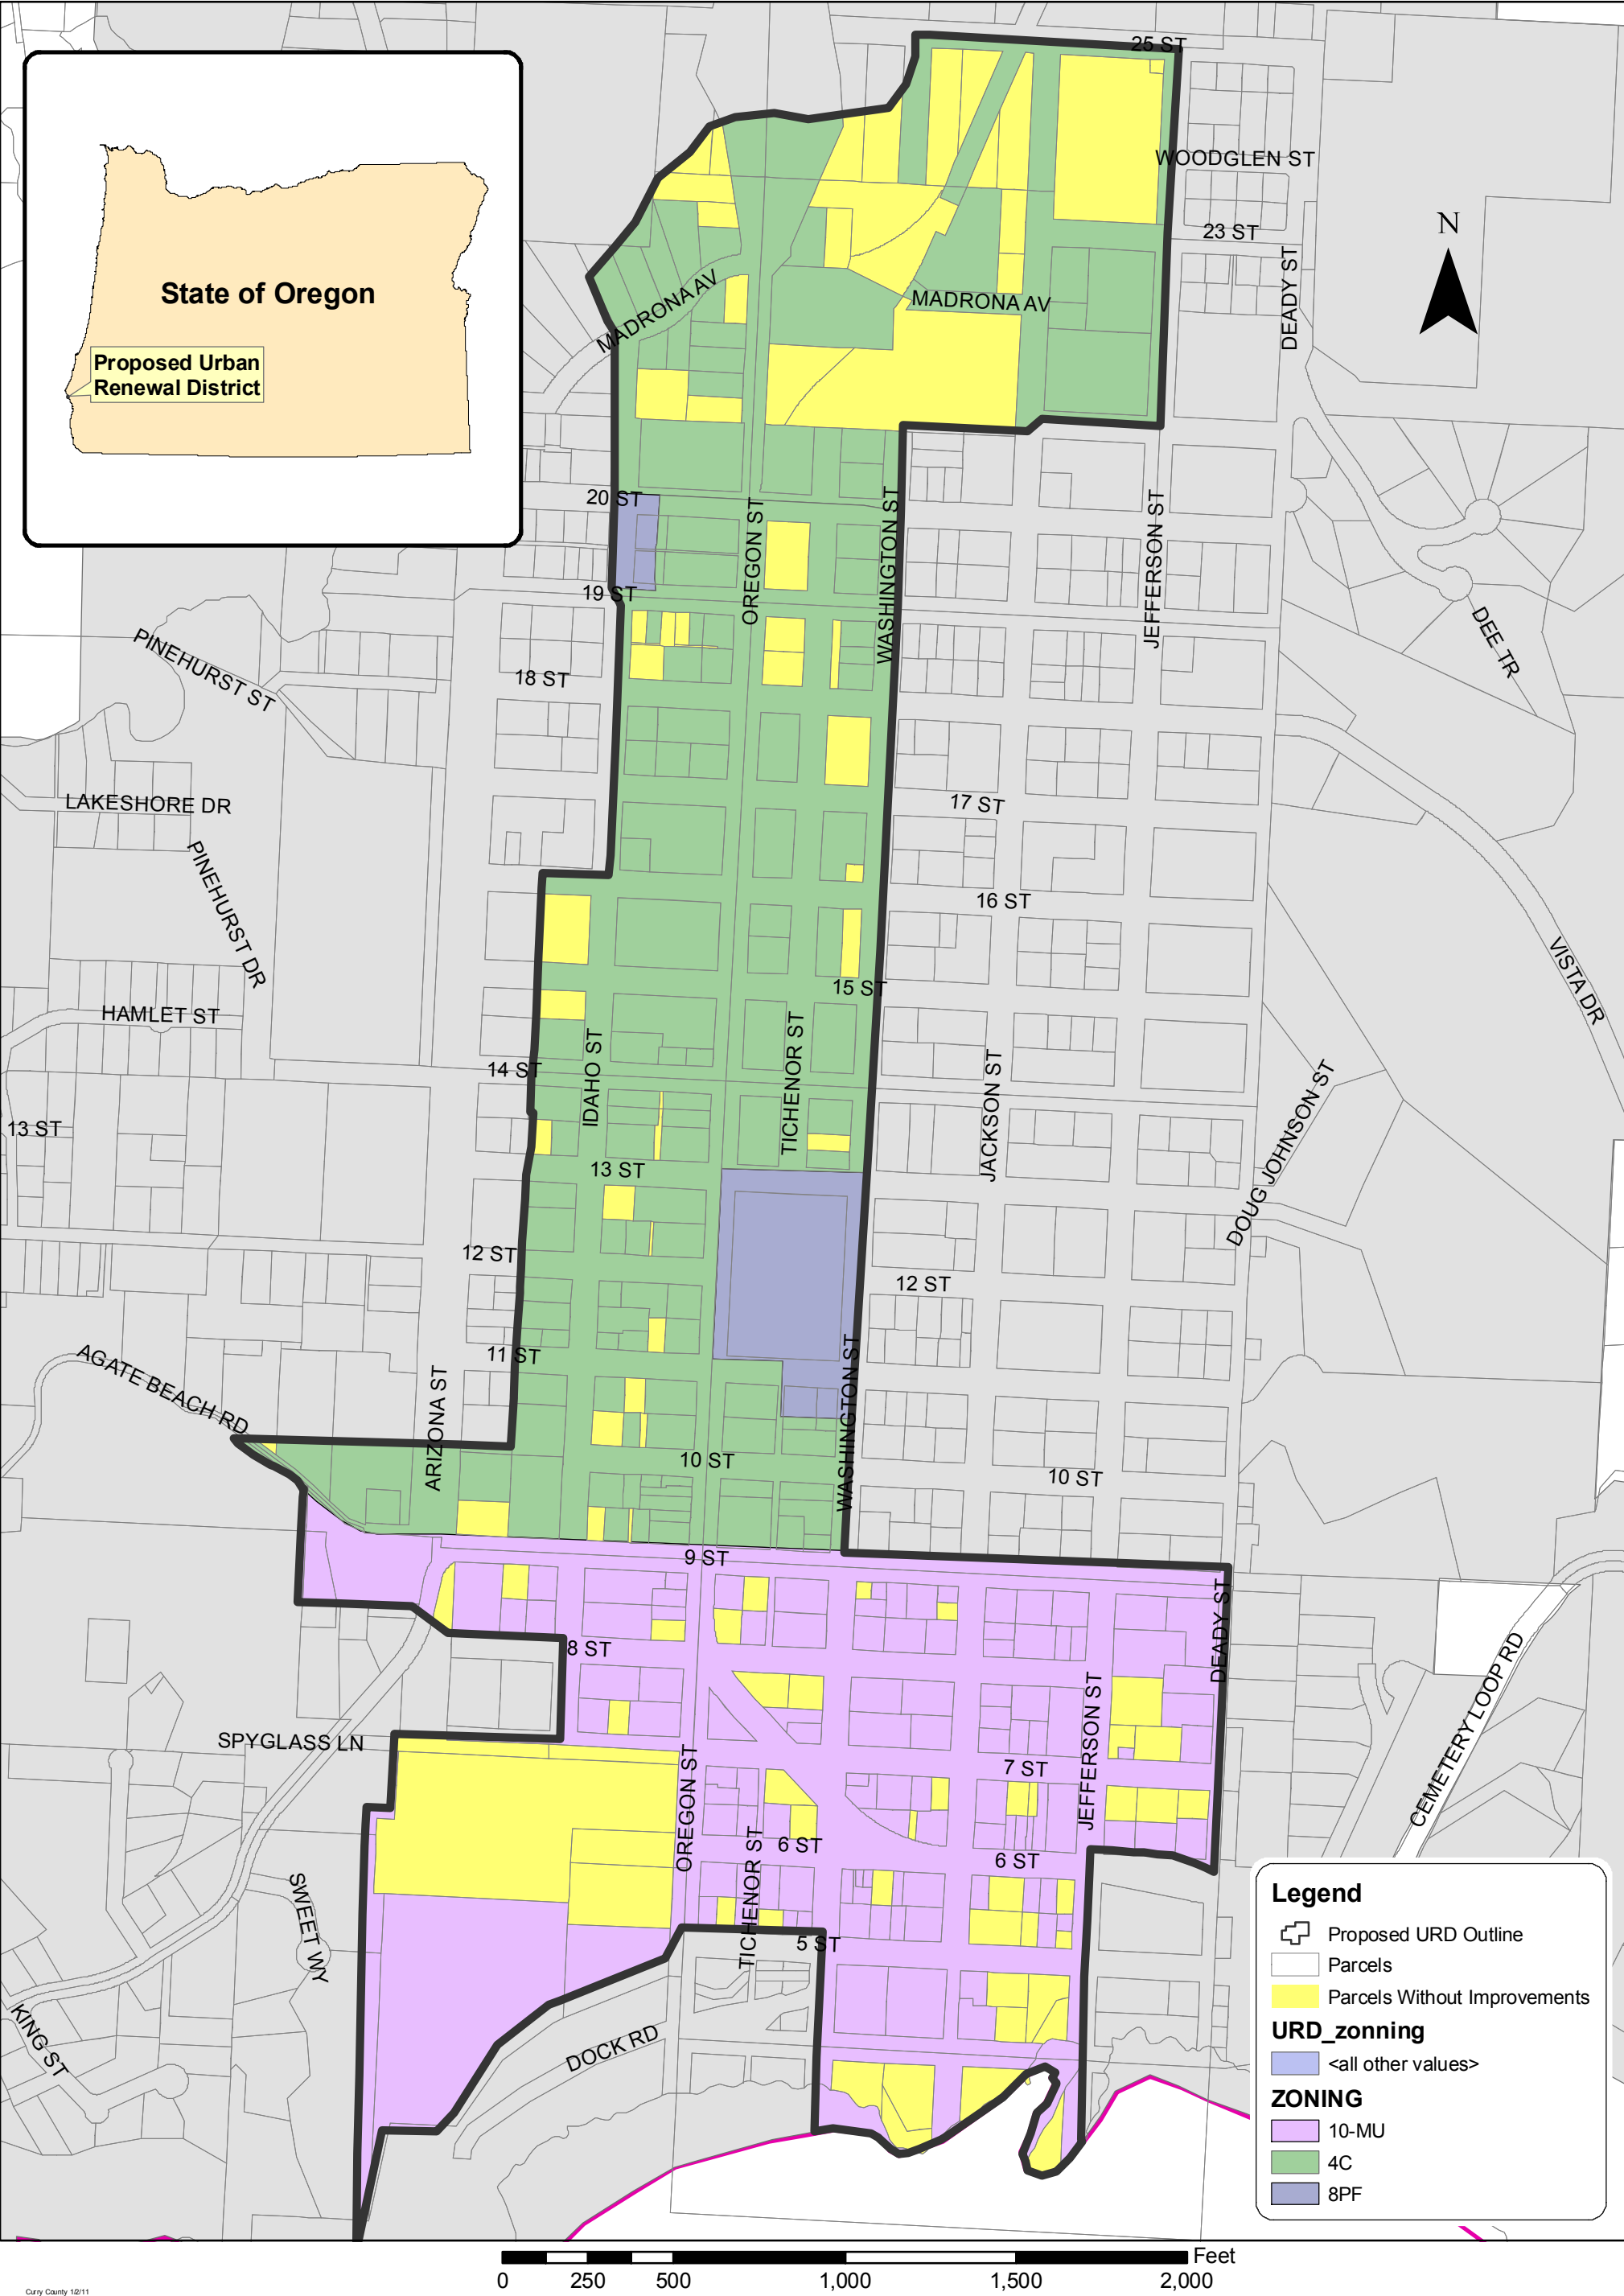 25 ST
WOODGLEN ST
23 ST
N
DEADY ST
State of Oregon
Proposed Urban
Renewal District
MADRONA AV
MADRONA AV
20 ST
OREGON ST
WASHINGTON ST
JEFFERSON ST
19 ST
DEE TR
PINEHURST ST
18 ST
LAKESHORE DR
17 ST
PINEHURST DR
16 ST
VISTA DR
15 ST
HAMLET ST
IDAHO ST
TICHENOR ST
14 ST
JACKSON ST
DOUG JOHNSON ST
13 ST
13 ST
12 ST
12 ST
11 ST
AGATE BEACH RD
ARIZONA ST
WASHINGTON ST
10 ST
10 ST
9 ST
DEADY ST
8 ST
CEMETERY LOOP RD
SPYGLASS LN
OREGON ST
JEFFERSON ST
7 ST
TICHENOR ST
6 ST
6 ST
SWEET WY
5 ST
KING ST
DOCK RD
Legend
Proposed URD Outline
Parcels
Parcels Without Improvements
URD_zonning
<all other values>
ZONING
10-MU
4C
8PF
Feet
0 250 500 1,000 1,500 2,000
Curry County 1/2/11